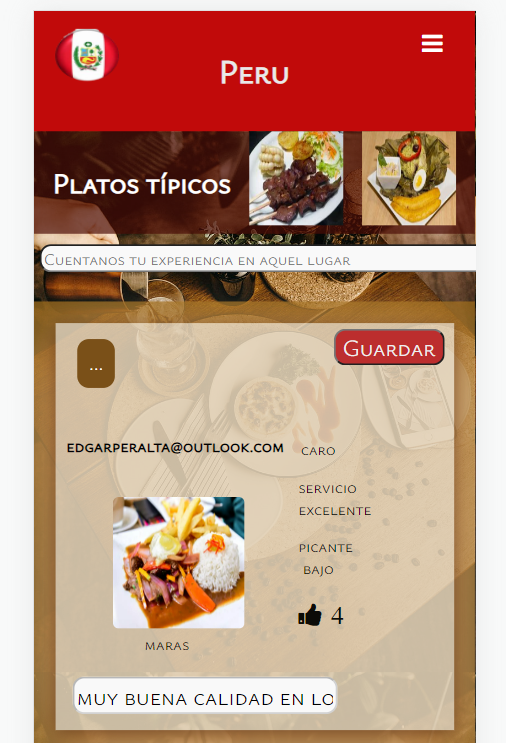 Peru
Platos típicos
Cuentanos tu experiencia en aquel lugar
Guardar
...
edgarperalta@outlook.com
caro
servicio
excelente
picante
bajo
4
maras
muy buena calidad en lo